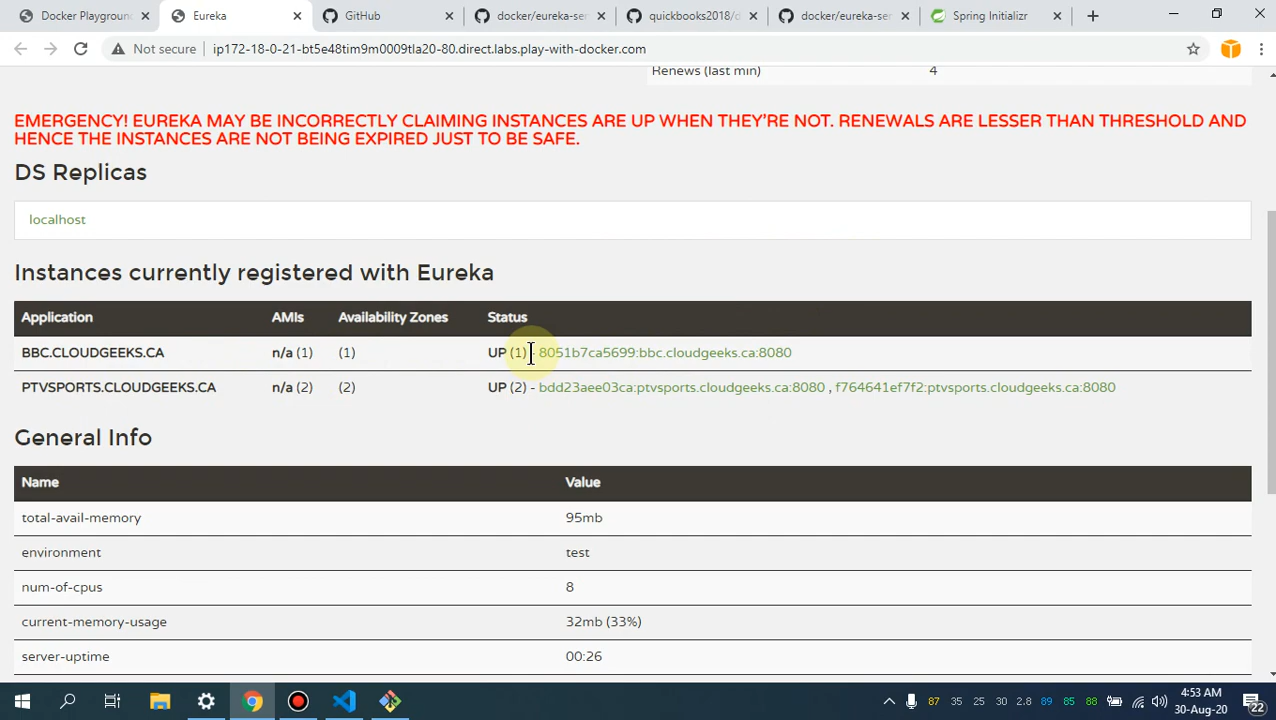 Docker Playground
Eureka
GitHub
docker/eureka-ser
quickbooks2018/d
docker/eureka-ser
Spring Initializr
Not secure
ip172-18-0-21-bt5e48tim9m0009tla20-80.direct.labs.play-with-docker.com
Renews (last min) 4
EMERGENCY! EUREKA MAY BE INCORRECTLY CLAIMING INSTANCES ARE UP WHEN THEY'RE NOT. RENEWALS ARE LESSER THAN THRESHOLD AND
HENCE THE INSTANCES ARE NOT BEING EXPIRED JUST TO BE SAFE.
DS Replicas
localhost
Instances currently registered with Eureka
Application AMIs Availability Zones Status
BBC.CLOUDGEEKS.CA n/a (1) (1) UP (1) - 8051b7ca5699:bbc.cloudgeeks.ca:8080
PTVSPORTS.CLOUDGEEKS.CA n/a (2) (2) UP (2) - bdd23aee03ca:ptvsports.cloudgeeks.ca:8080 , f764641ef7f2:ptvsports.cloudgeeks.ca:8080
General Info
Name Value
total-avail-memory 95mb
environment test
num-of-cpus 8
current-memory-usage 32mb (33%)
server-uptime 00:26
87 35 25 30 2.8 89 85 88
4:53 AM
30-Aug-20
22